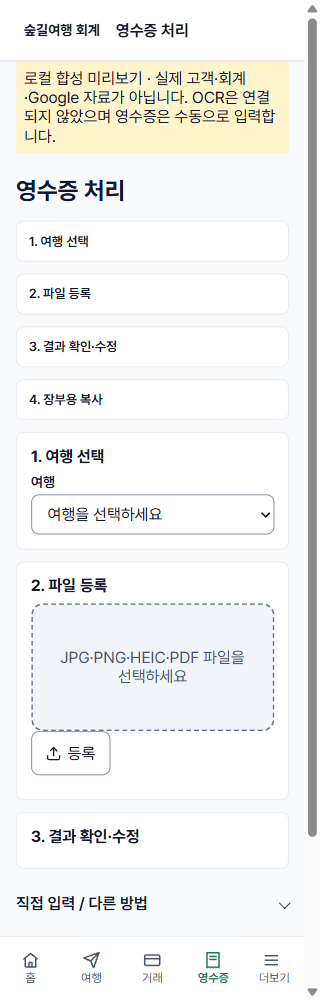 숲길여행 회계 영수증 처리
로컬 합성 미리보기 · 실제 고객·회계
·Google 자료가 아닙니다. OCR은 연결
되지 않았으며 영수증은 수동으로 입력합
니다.
영수증 처리
1. 여행 선택
2. 파일 등록
3. 결과 확인·수정
4. 장부용 복사
1. 여행 선택
여행
여행을 선택하세요
2. 파일 등록
JPG·PNG·HEIC·PDF 파일을
선택하세요
등록
3. 결과 확인·수정
직접 입력 / 다른 방법
홈 여행 거래 영수증 더보기